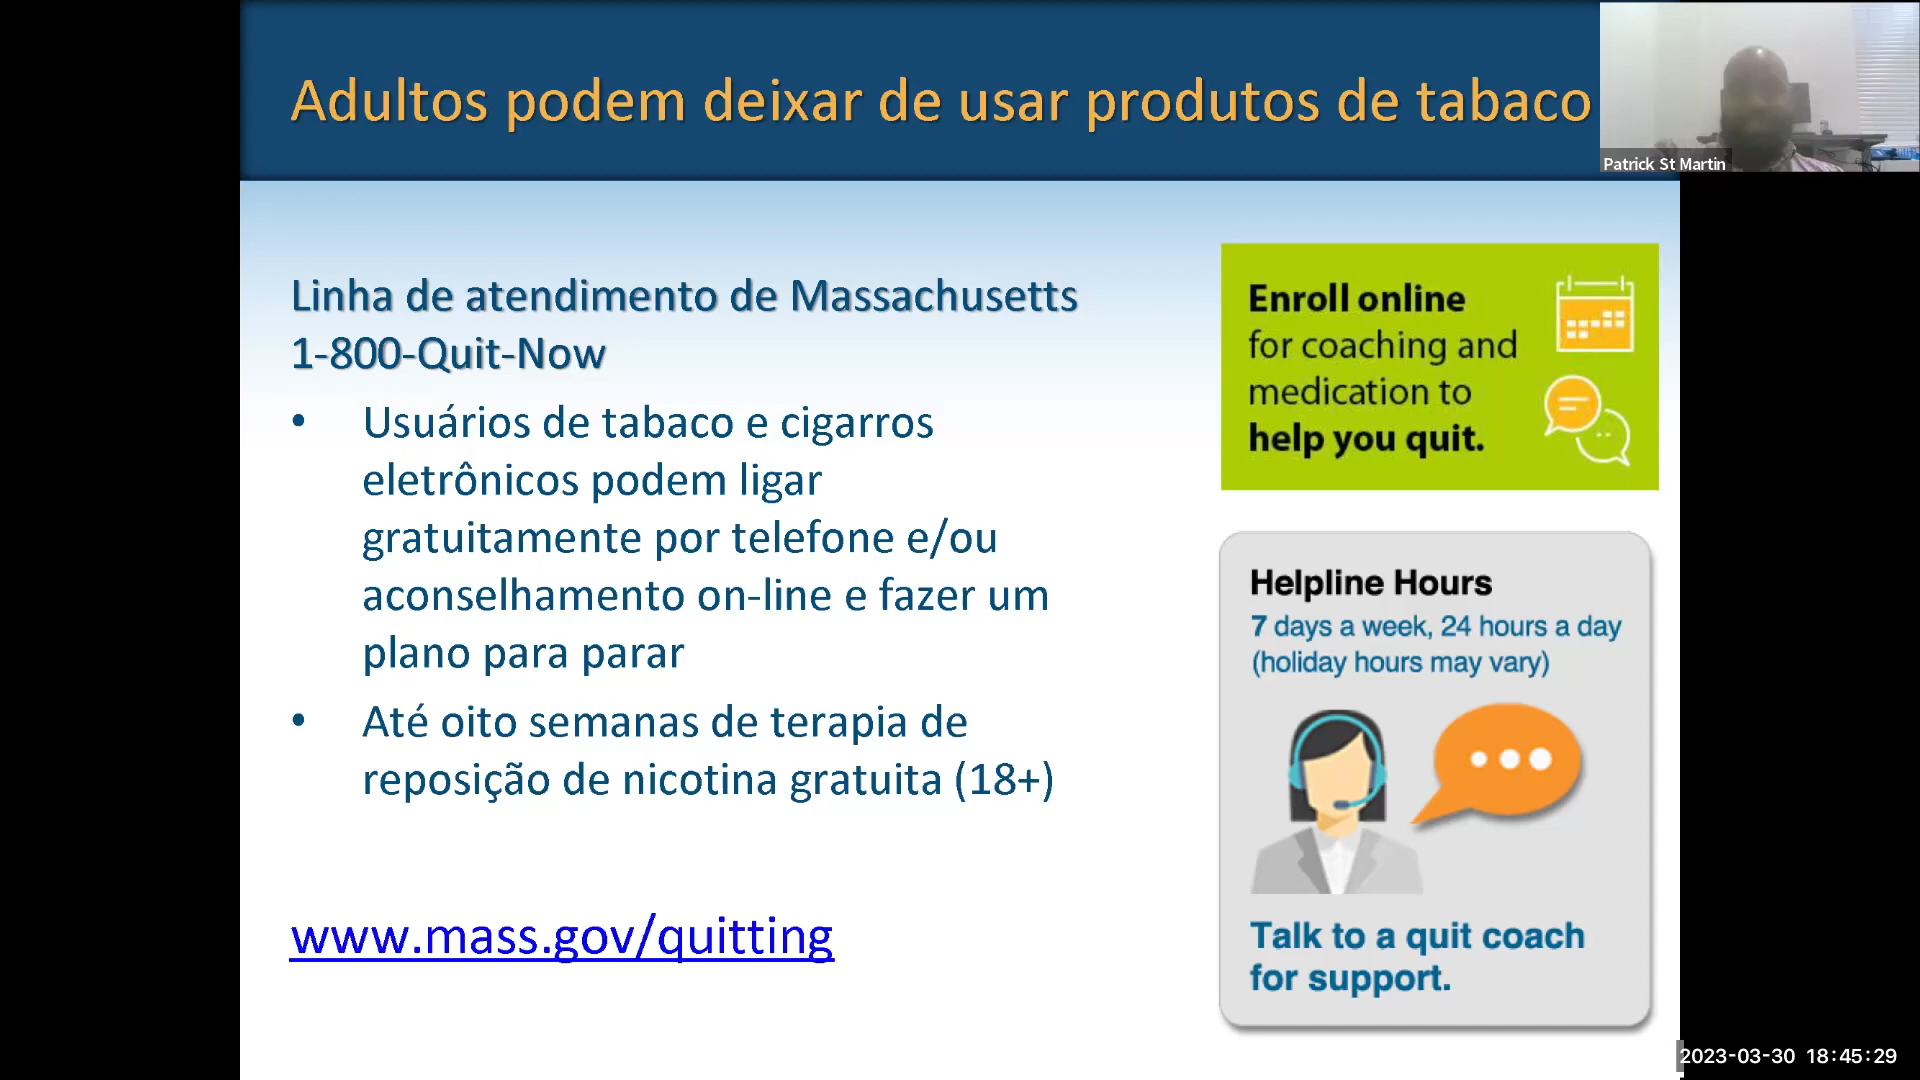 Adultos podem deixar de usar produtos de tabaco
Patrick St Martin
Linha de atendimento de Massachusetts
1-800-Quit-Now
• Usuários de tabaco e cigarros
eletrônicos podem ligar
gratuitamente por telefone e/ou
aconselhamento on-line e fazer um
plano para parar
• Até oito semanas de terapia de
reposição de nicotina gratuita (18+)
www.mass.gov/quitting
Enroll online
for coaching and
medication to
help you quit.
Helpline Hours
7 days a week, 24 hours a day
(holiday hours may vary)
Talk to a quit coach
for support.
2023-03-30 18:45:29